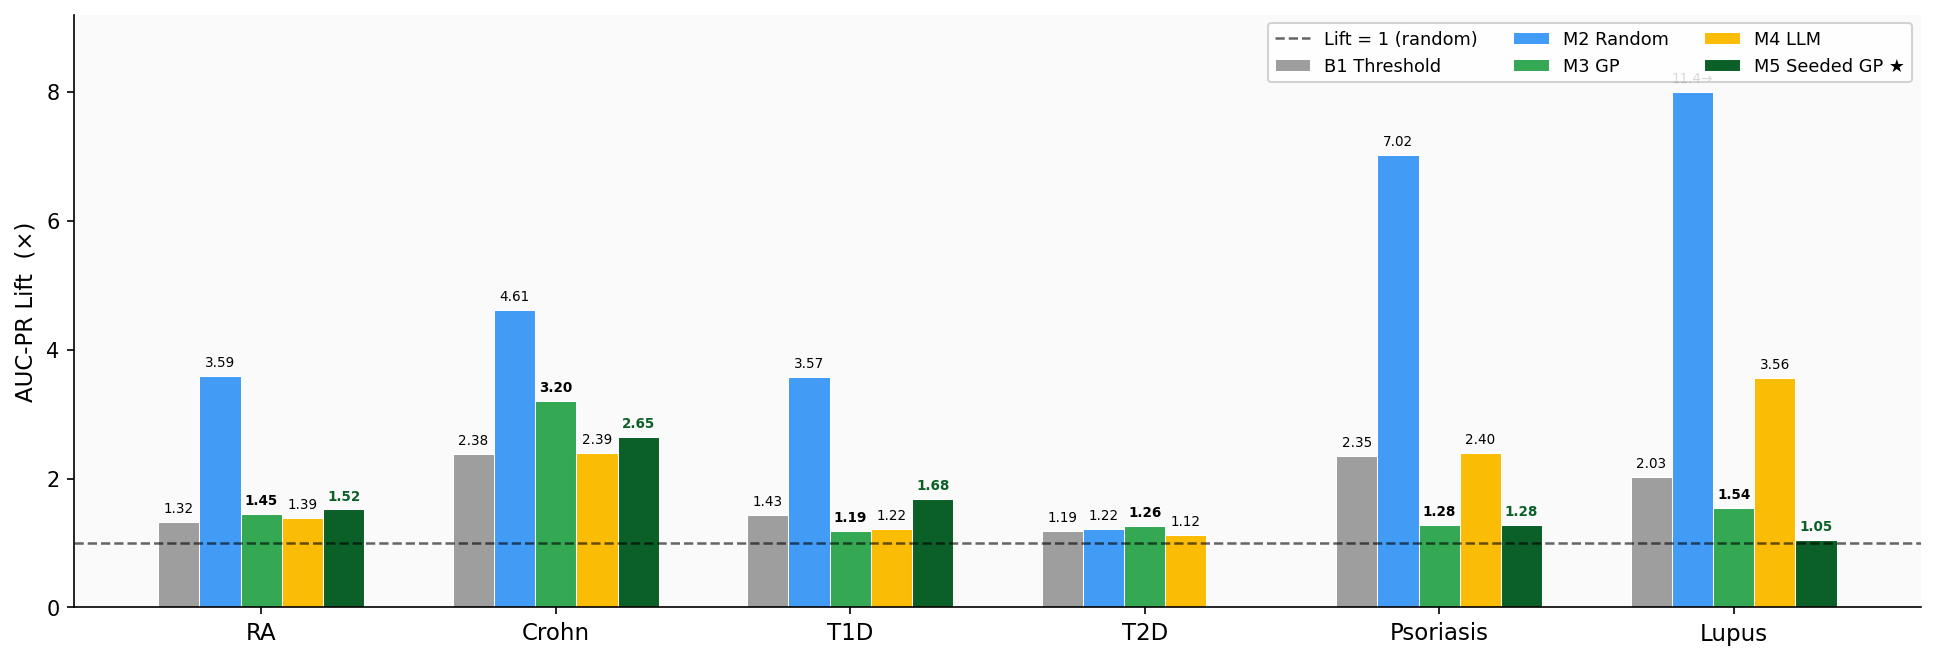 Lift = 1 (random)
B1 Threshold
M2 Random
M3 GP
M4 LLM
M5 Seeded GP ★
AUC-PR Lift (×)
8
6
4
2
0
1.32
3.59
1.45
1.39
1.52
2.38
4.61
3.20
2.39
2.65
1.43
3.57
1.19
1.22
1.68
1.19
1.22
1.26
1.12
2.35
7.02
1.28
2.40
1.28
2.03
11.4→
1.54
3.56
1.05
RA
Crohn
T1D
T2D
Psoriasis
Lupus